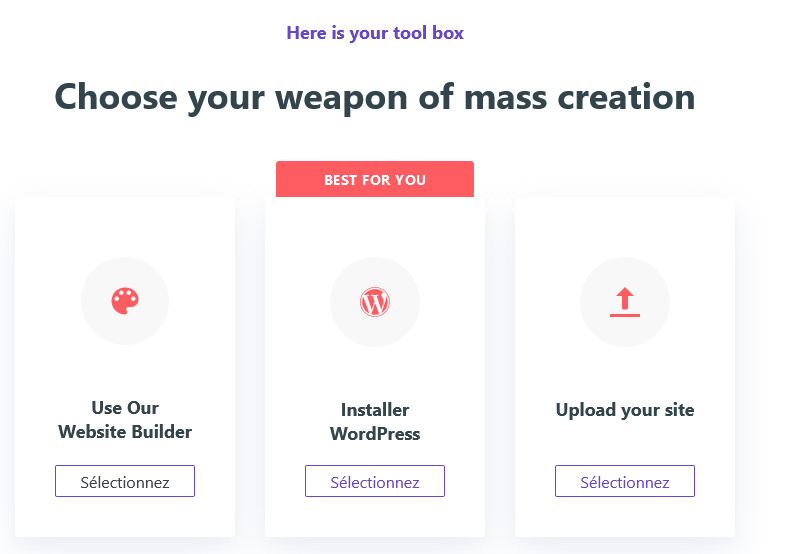 Here is your tool box
Choose your weapon of mass creation
BEST FOR YOU
Use Our
Website Builder
Sélectionnez
Installer
WordPress
Sélectionnez
Upload your site
Sélectionnez